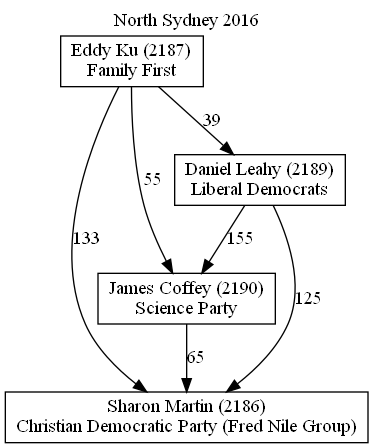 North Sydney 2016
Eddy Ku (2187)
Family First
39
Daniel Leahy (2189)
Liberal Democrats
55
133
155
125
James Coffey (2190)
Science Party
65
Sharon Martin (2186)
Christian Democratic Party (Fred Nile Group)